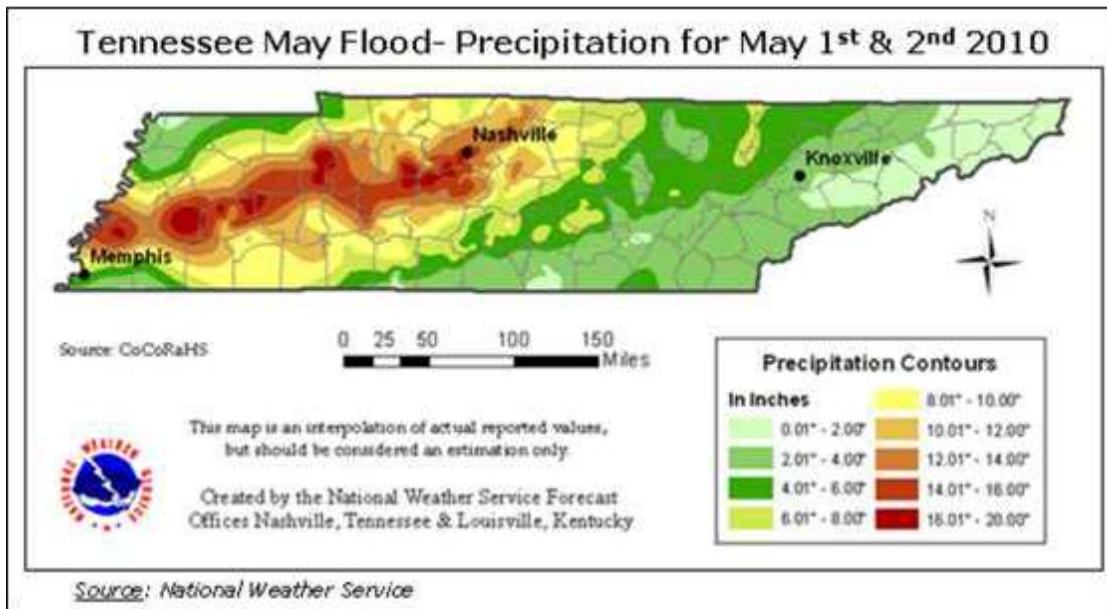 Tennessee May Flood- Precipitation for May 1st & 2nd 2010
Nashville
Knoxville
Memphis
N
Source: CoCoRaHS
0 25 50 100 150
Miles
This map is an interpolation of actual reported values,
but should be considered an estimation only.
Created by the National Weather Service Forecast
Offices Nashville, Tennessee & Louisville, Kentucky
NATIONAL WEATHER SERVICE
Precipitation Contours
In Inches
0.01" - 2.00"
2.01" - 4.00"
4.01" - 6.00"
6.01" - 8.00"
8.01" - 10.00"
10.01" - 12.00"
12.01" - 14.00"
14.01" - 16.00"
16.01" - 20.00"
Source: National Weather Service